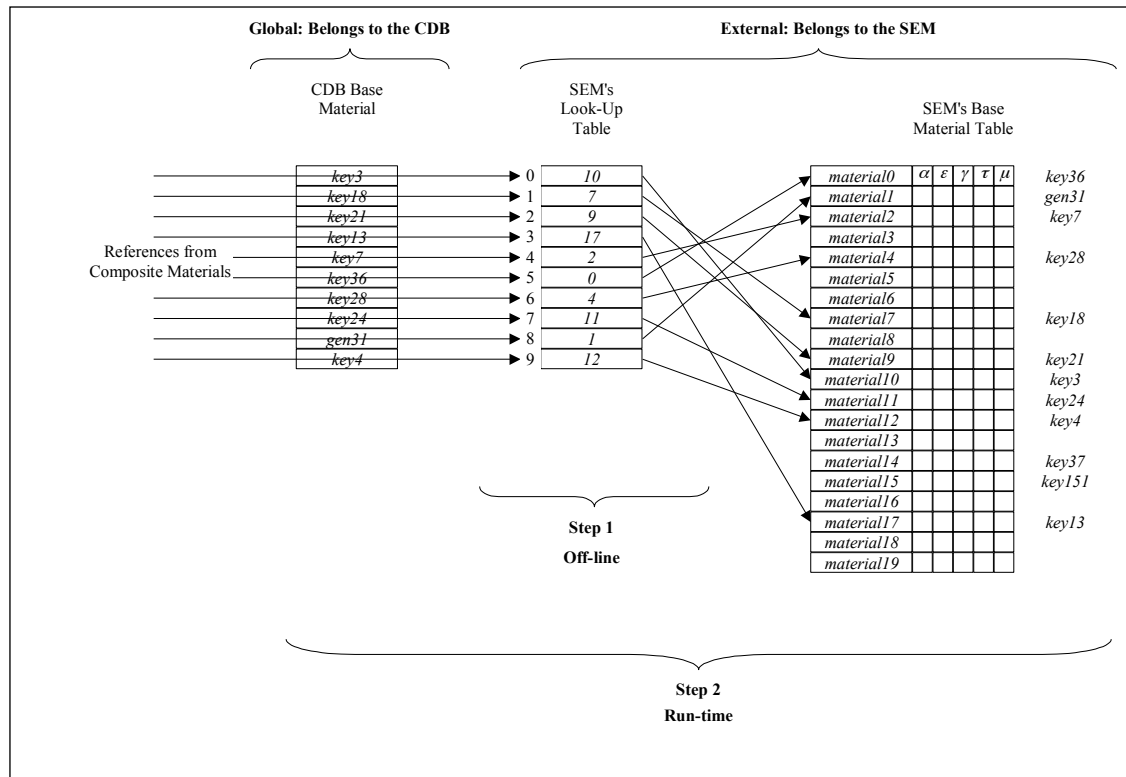 Global: Belongs to the CDB
External: Belongs to the SEM
CDB Base
Material
SEM's
Look-Up
Table
SEM's Base
Material Table
key3 0 10 material0 α ε γ τ μ key36
key18 1 7 material1 gen31
key21 2 9 material2 key7
key13 3 17 material3
References from
Composite Materials
key7 4 2 material4 key28
key36 5 0 material5
key28 6 4 material6
key24 7 11 material7 key18
gen31 8 1 material8
key4 9 12 material9 key21
material10 key3
material11 key24
material12 key4
material13
material14 key37
material15 key151
material16
material17 key13
material18
material19
Step 1
Off-line
Step 2
Run-time